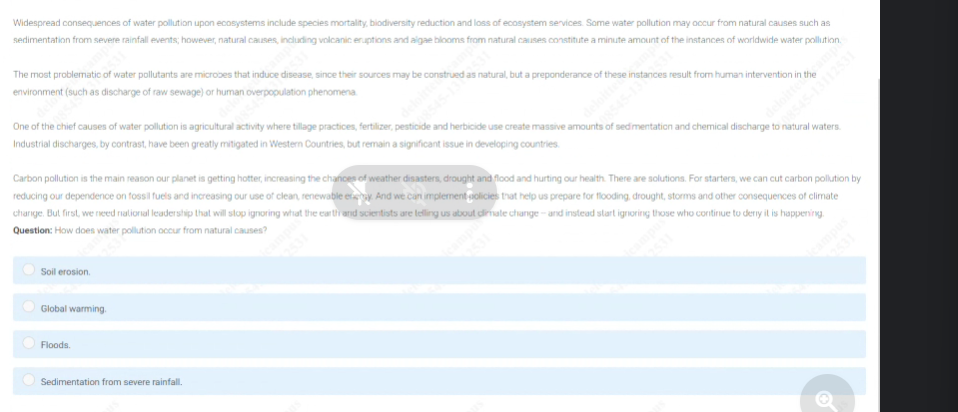 Widespread consequences of water pollution upon ecosystems include species mortality, biodiversity reduction and loss of ecosystem services. Some water pollution may occur from natural causes such as
sedimentation from severe rainfall events; however, natural causes, including volcanic eruptions and algae blooms from natural causes constitute a minute amount of the instances of worldwide water pollution.
The most problematic of water pollutants are microbes that induce disease, since their sources may be construed as natural, but a preponderance of these instances result from human intervention in the
environment (such as discharge of raw sewage) or human overpopulation phenomena.
One of the chief causes of water pollution is agricultural activity where tillage practices, fertilizer, pesticide and herbicide use create massive amounts of sedimentation and chemical discharge to natural waters.
Industrial discharges, by contrast, have been greatly mitigated in Western Countries, but remain a significant issue in developing countries.
Carbon pollution is the main reason our planet is getting hotter, increasing the chances of weather disasters, drought and flood and hurting our health. There are solutions. For starters, we can cut carbon pollution by
reducing our dependence on fossil fuels and increasing our use of clean, renewable energy. And we can implement policies that help us prepare for flooding, drought, storms and other consequences of climate
change. But first, we need national leadership that will stop ignoring what the earth and scientists are telling us about climate change – and instead start ignoring those who continue to deny it is happening.
Question: How does water pollution occur from natural causes?
Soil erosion.
Global warming.
Floods.
Sedimentation from severe rainfall.